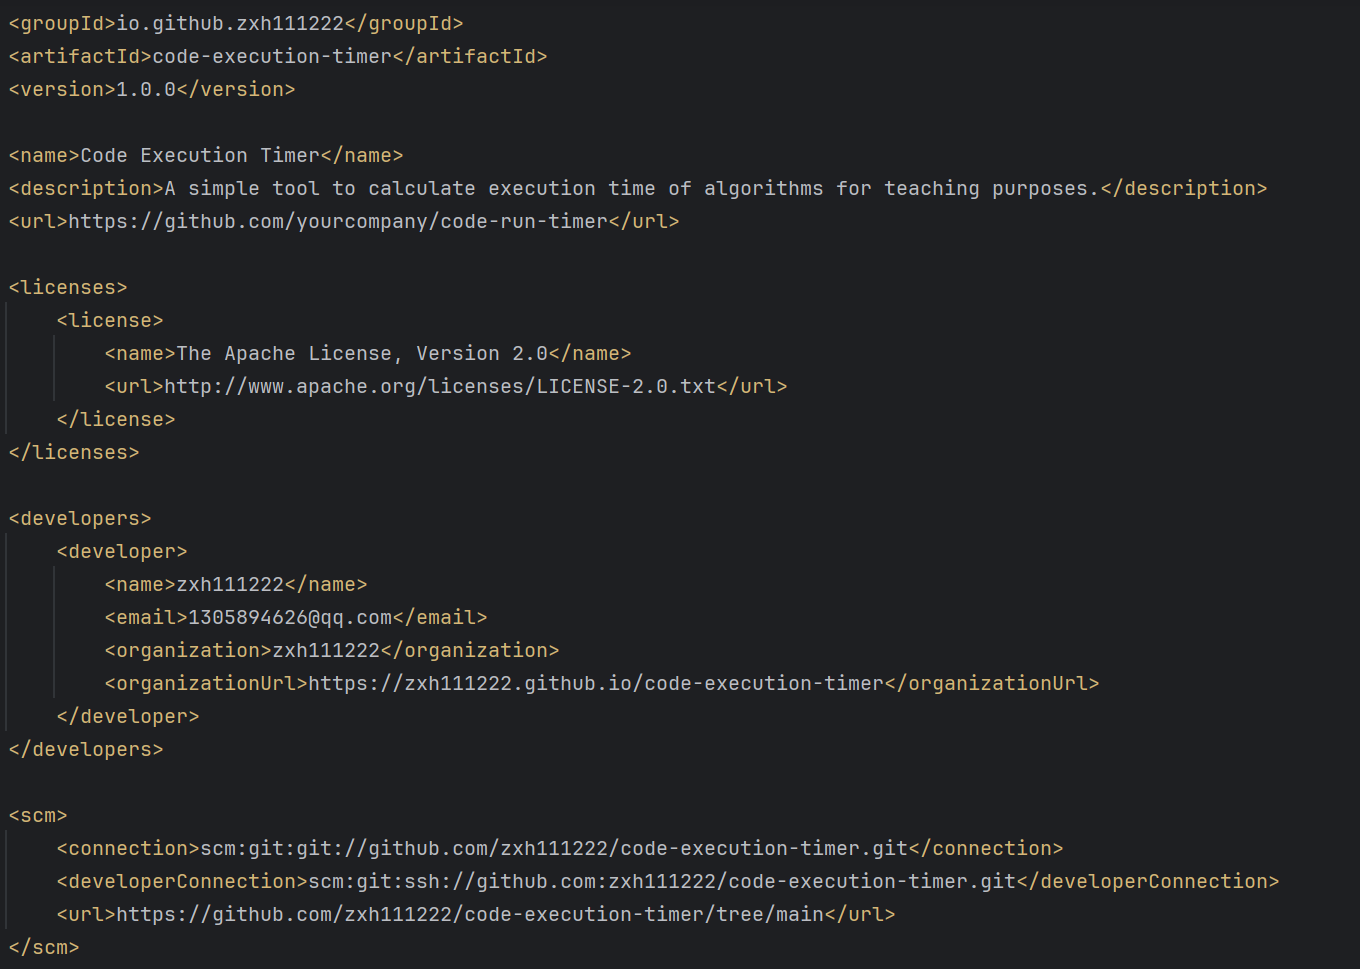 <groupId>io.github.zxh111222</groupId>
<artifactId>code-execution-timer</artifactId>
<version>1.0.0</version>
<name>Code Execution Timer</name>
<description>A simple tool to calculate execution time of algorithms for teaching purposes.</description>
<url>https://github.com/yourcompany/code-run-timer</url>
<licenses>
<license>
<name>The Apache License, Version 2.0</name>
<url>http://www.apache.org/licenses/LICENSE-2.0.txt</url>
</license>
</licenses>
<developers>
<developer>
<name>zxh111222</name>
<email>1305894626@qq.com</email>
<organization>zxh111222</organization>
<organizationUrl>https://zxh111222.github.io/code-execution-timer</organizationUrl>
</developer>
</developers>
<scm>
<connection>scm:git:git://github.com/zxh111222/code-execution-timer.git</connection>
<developerConnection>scm:git:ssh://github.com:zxh111222/code-execution-timer.git</developerConnection>
<url>https://github.com/zxh111222/code-execution-timer/tree/main</url>
</scm>